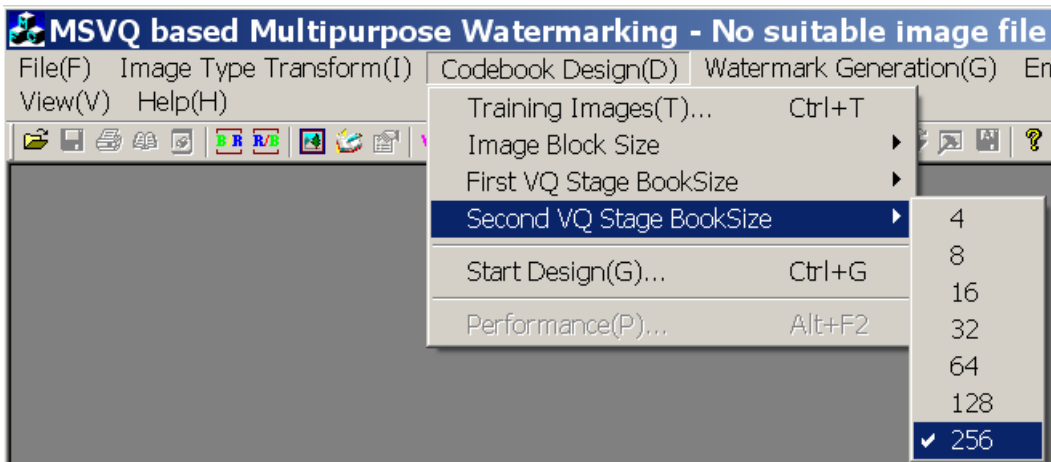 MSVQ based Multipurpose Watermarking - No suitable image file
File(F) Image Type Transform(I) Codebook Design(D) Watermark Generation(G)
View(V) Help(H)
Training Images(T)... Ctrl+T
Image Block Size
First VQ Stage BookSize
Second VQ Stage BookSize
4
8
16
32
64
128
256
Start Design(G)... Ctrl+G
Performance(P)... Alt+F2